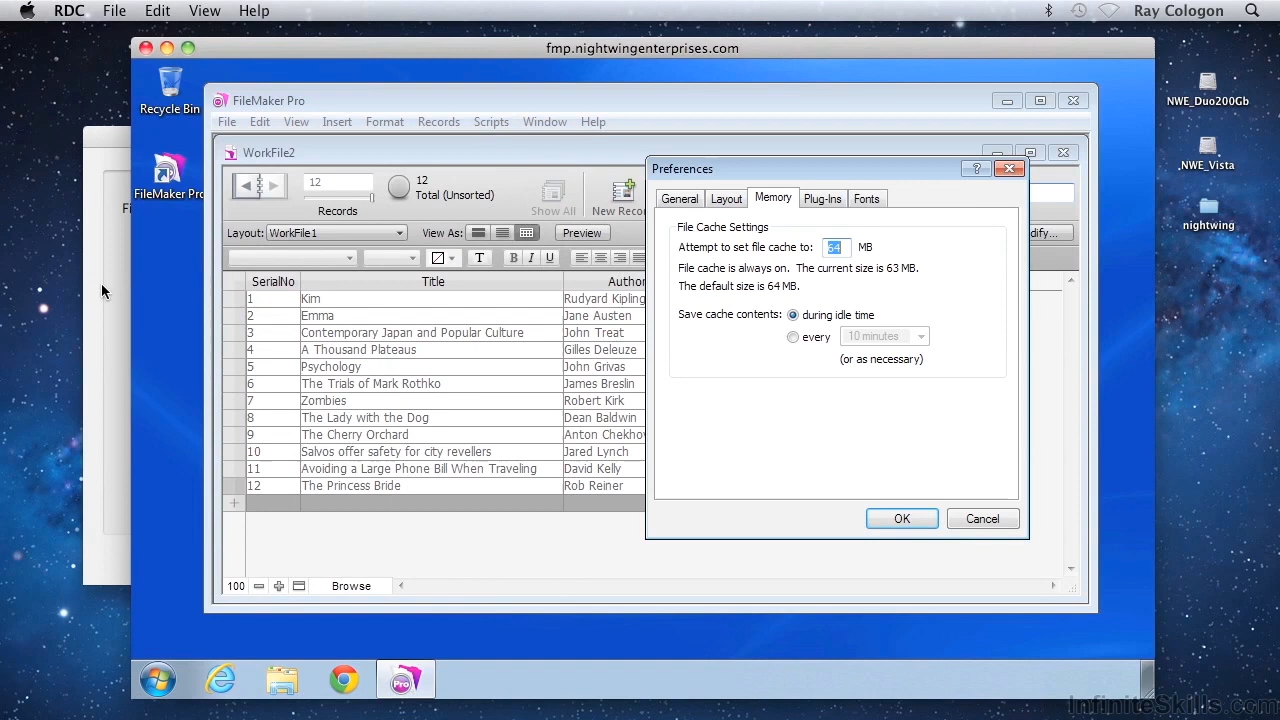 RDC File Edit View Help Ray Cologon
fmp.nightwingenterprises.com
Recycle Bin
FileMaker Pro
NWE_Duo200Gb
NWE_Vista
nightwing
Fi
FileMaker Pro
File Edit View Insert Format Records Scripts Window Help
WorkFile2
12 12
Total (Unsorted)
Records Show All New Recor
Layout: WorkFile1 View As: Preview odify...
T B I U
SerialNo Title Author
1 Kim Rudyard Kipling
2 Emma Jane Austen
3 Contemporary Japan and Popular Culture John Treat
4 A Thousand Plateaus Gilles Deleuze
5 Psychology John Grivas
6 The Trials of Mark Rothko James Breslin
7 Zombies Robert Kirk
8 The Lady with the Dog Dean Baldwin
9 The Cherry Orchard Anton Chekhov
10 Salvos offer safety for city revellers Jared Lynch
11 Avoiding a Large Phone Bill When Traveling David Kelly
12 The Princess Bride Rob Reiner
100 Browse
Preferences
General Layout Memory Plug-Ins Fonts
File Cache Settings
Attempt to set file cache to: 64 MB
File cache is always on. The current size is 63 MB.
The default size is 64 MB.
Save cache contents: during idle time
every 10 minutes
(or as necessary)
OK Cancel
Pro
InfiniteSkills.com